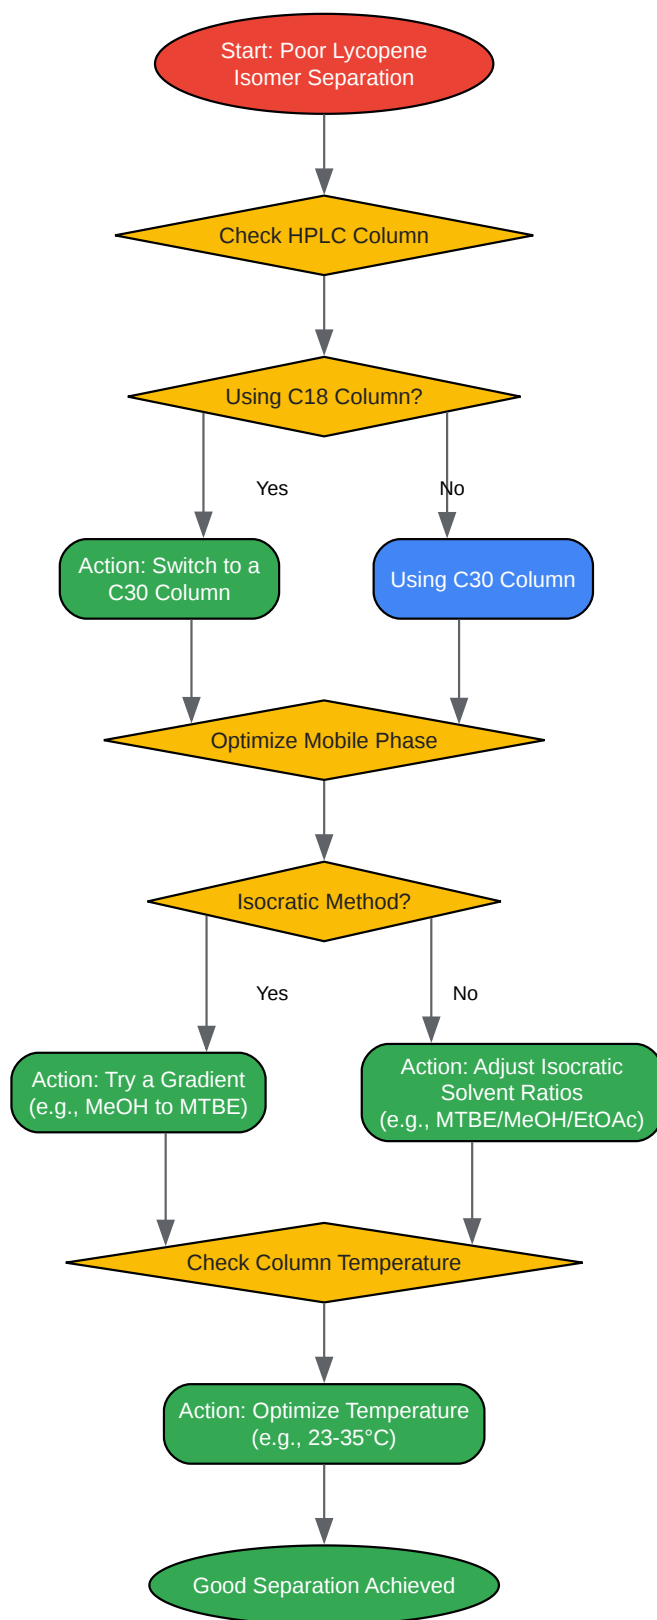 Start: Poor Lycopene
Isomer Separation
Check HPLC Column
Using C18 Column?
Yes
No
Action: Switch to a
C30 Column
Using C30 Column
Optimize Mobile Phase
Isocratic Method?
Yes
No
Action: Try a Gradient
(e.g., MeOH to MTBE)
Action: Adjust Isocratic
Solvent Ratios
(e.g., MTBE/MeOH/EtOAc)
Check Column Temperature
Action: Optimize Temperature
(e.g., 23-35°C)
Good Separation Achieved